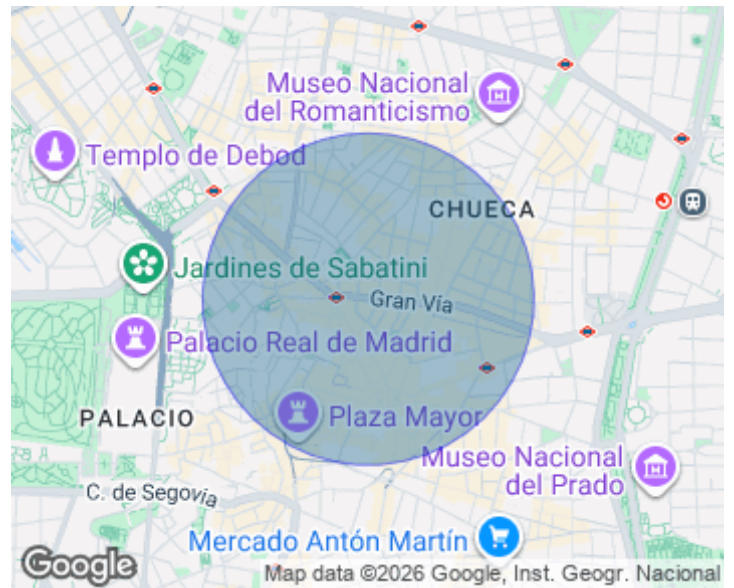 Museo Nacional
del Romanticismo
Templo de Debod
CHUECA
Jardines de Sabatini
Gran Vía
Palacio Real de Madrid
PALACIO
Plaza Mayor
Museo Nacional
del Prado
C. de Segovia
Mercado Antón Martín
Google
Map data ©2026 Google, Inst. Geogr. Nacional